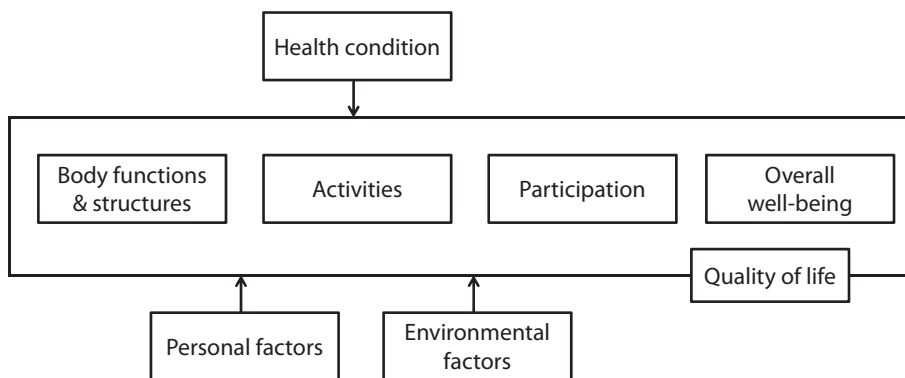 Health condition
Body functions
& structures
Activities
Participation
Overall
well-being
Quality of life
Personal factors
Environmental
factors